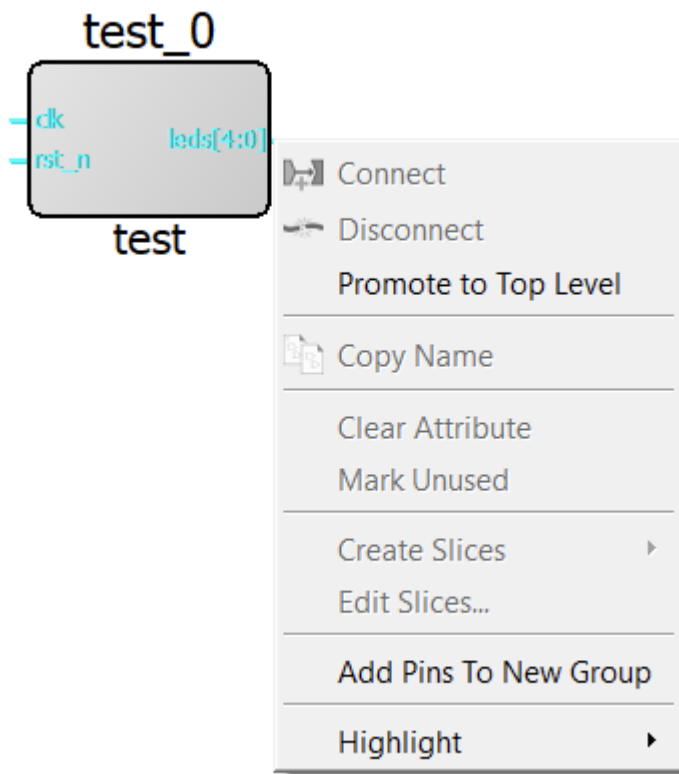 test_0
clk
leds[4:0]
rst_n
test
Connect
Disconnect
Promote to Top Level
Copy Name
Clear Attribute
Mark Unused
Create Slices
Edit Slices...
Add Pins To New Group
Highlight